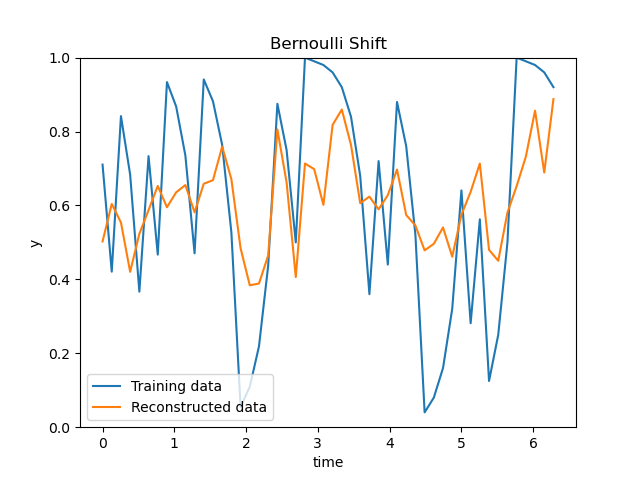 Bernoulli Shift
1.0
0.8
0.6
0.4
0.2
0.0
y
Training data
Reconstructed data
0 1 2 3 4 5 6
time